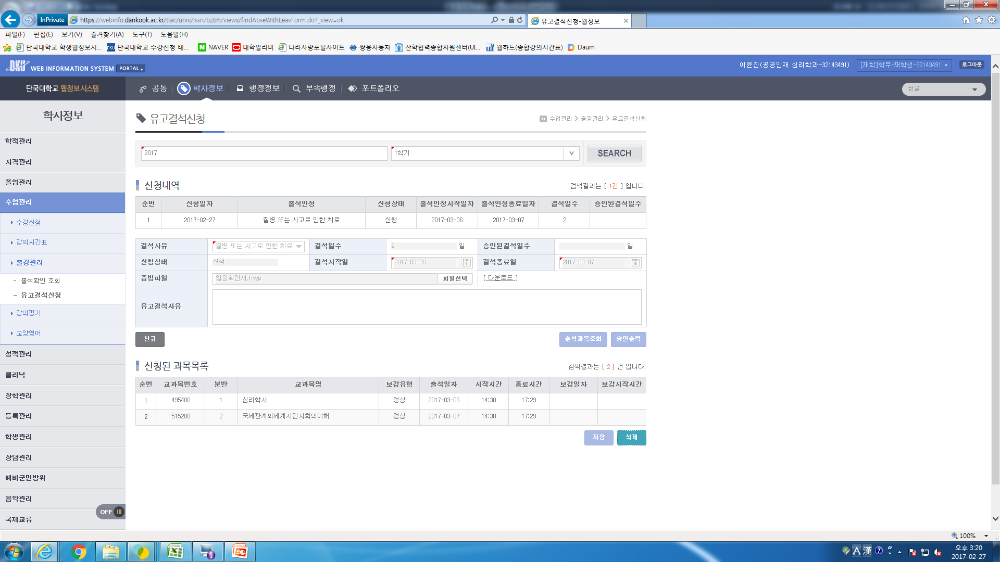 InPrivate https://webinfo.dankook.ac.kr/tiac/univ/lssn/bztm/views/findAbseWithLeavForm.do?_view=ok 유고결석신청-웹정보
파일(F) 편집(E) 보기(V) 즐겨찾기(A) 도구(T) 도움말(H)
단국대학교 학생웹정보시... 단국대학교 수강신청 테... NAVER 대학알리미 나라사랑포털사이트 쌍용자동차 산학협력종합지원센터(UI... 웹하드(종합강의시간표) Daum
DKU WEB INFORMATION SYSTEM PORTAL 이윤진(공공인재 심리학과-32143491) [재학]학부-재학생-32143491 로그아웃
단국대학교 웹정보시스템 공통 학사정보 행정정보 부속행정 포트폴리오 한글
학사정보
학적관리
자격관리
졸업관리
수업관리
수강신청
강의시간표
출강관리
- 출석확인 조회
- 유고결석신청
강의평가
교양영어
성적관리
클리닉
장학관리
등록관리
학생관리
상담관리
예비군민방위
음악관리
국제교류
OFF
유고결석신청 수업관리 > 출강관리 > 유고결석신청
2017 1학기 SEARCH
신청내역 검색결과는 [ 1건 ] 입니다.
순번 신청일자 출석인정 신청상태 출석인정시작일자 출석인정종료일자 결석일수 승인된결석일수
1 2017-02-27 질병 또는 사고로 인한 치료 신청 2017-03-06 2017-03-07 2
결석사유 질병 또는 사고로 인한 치료 결석일수 2 일 승인된결석일수 일
신청상태 신청 결석시작일 2017-03-06 결석종료일 2017-03-07
증빙파일 입원확인서.hwp 파일선택 [ 다운로드 ]
유고결석사유
신규 출석과목조회 승인출력
신청된 과목목록 검색결과는 [ 2 ] 건 입니다.
순번 교과목번호 분반 교과목명 보강유형 출석일자 시작시간 종료시간 보강일자 보강시작시간
1 495400 1 심리학사 정상 2017-03-06 14:30 17:29
2 515280 2 국제관계와세계시민사회의이해 정상 2017-03-07 14:30 17:29
저장 삭제
100%
A 漢 오후 3:20
2017-02-27